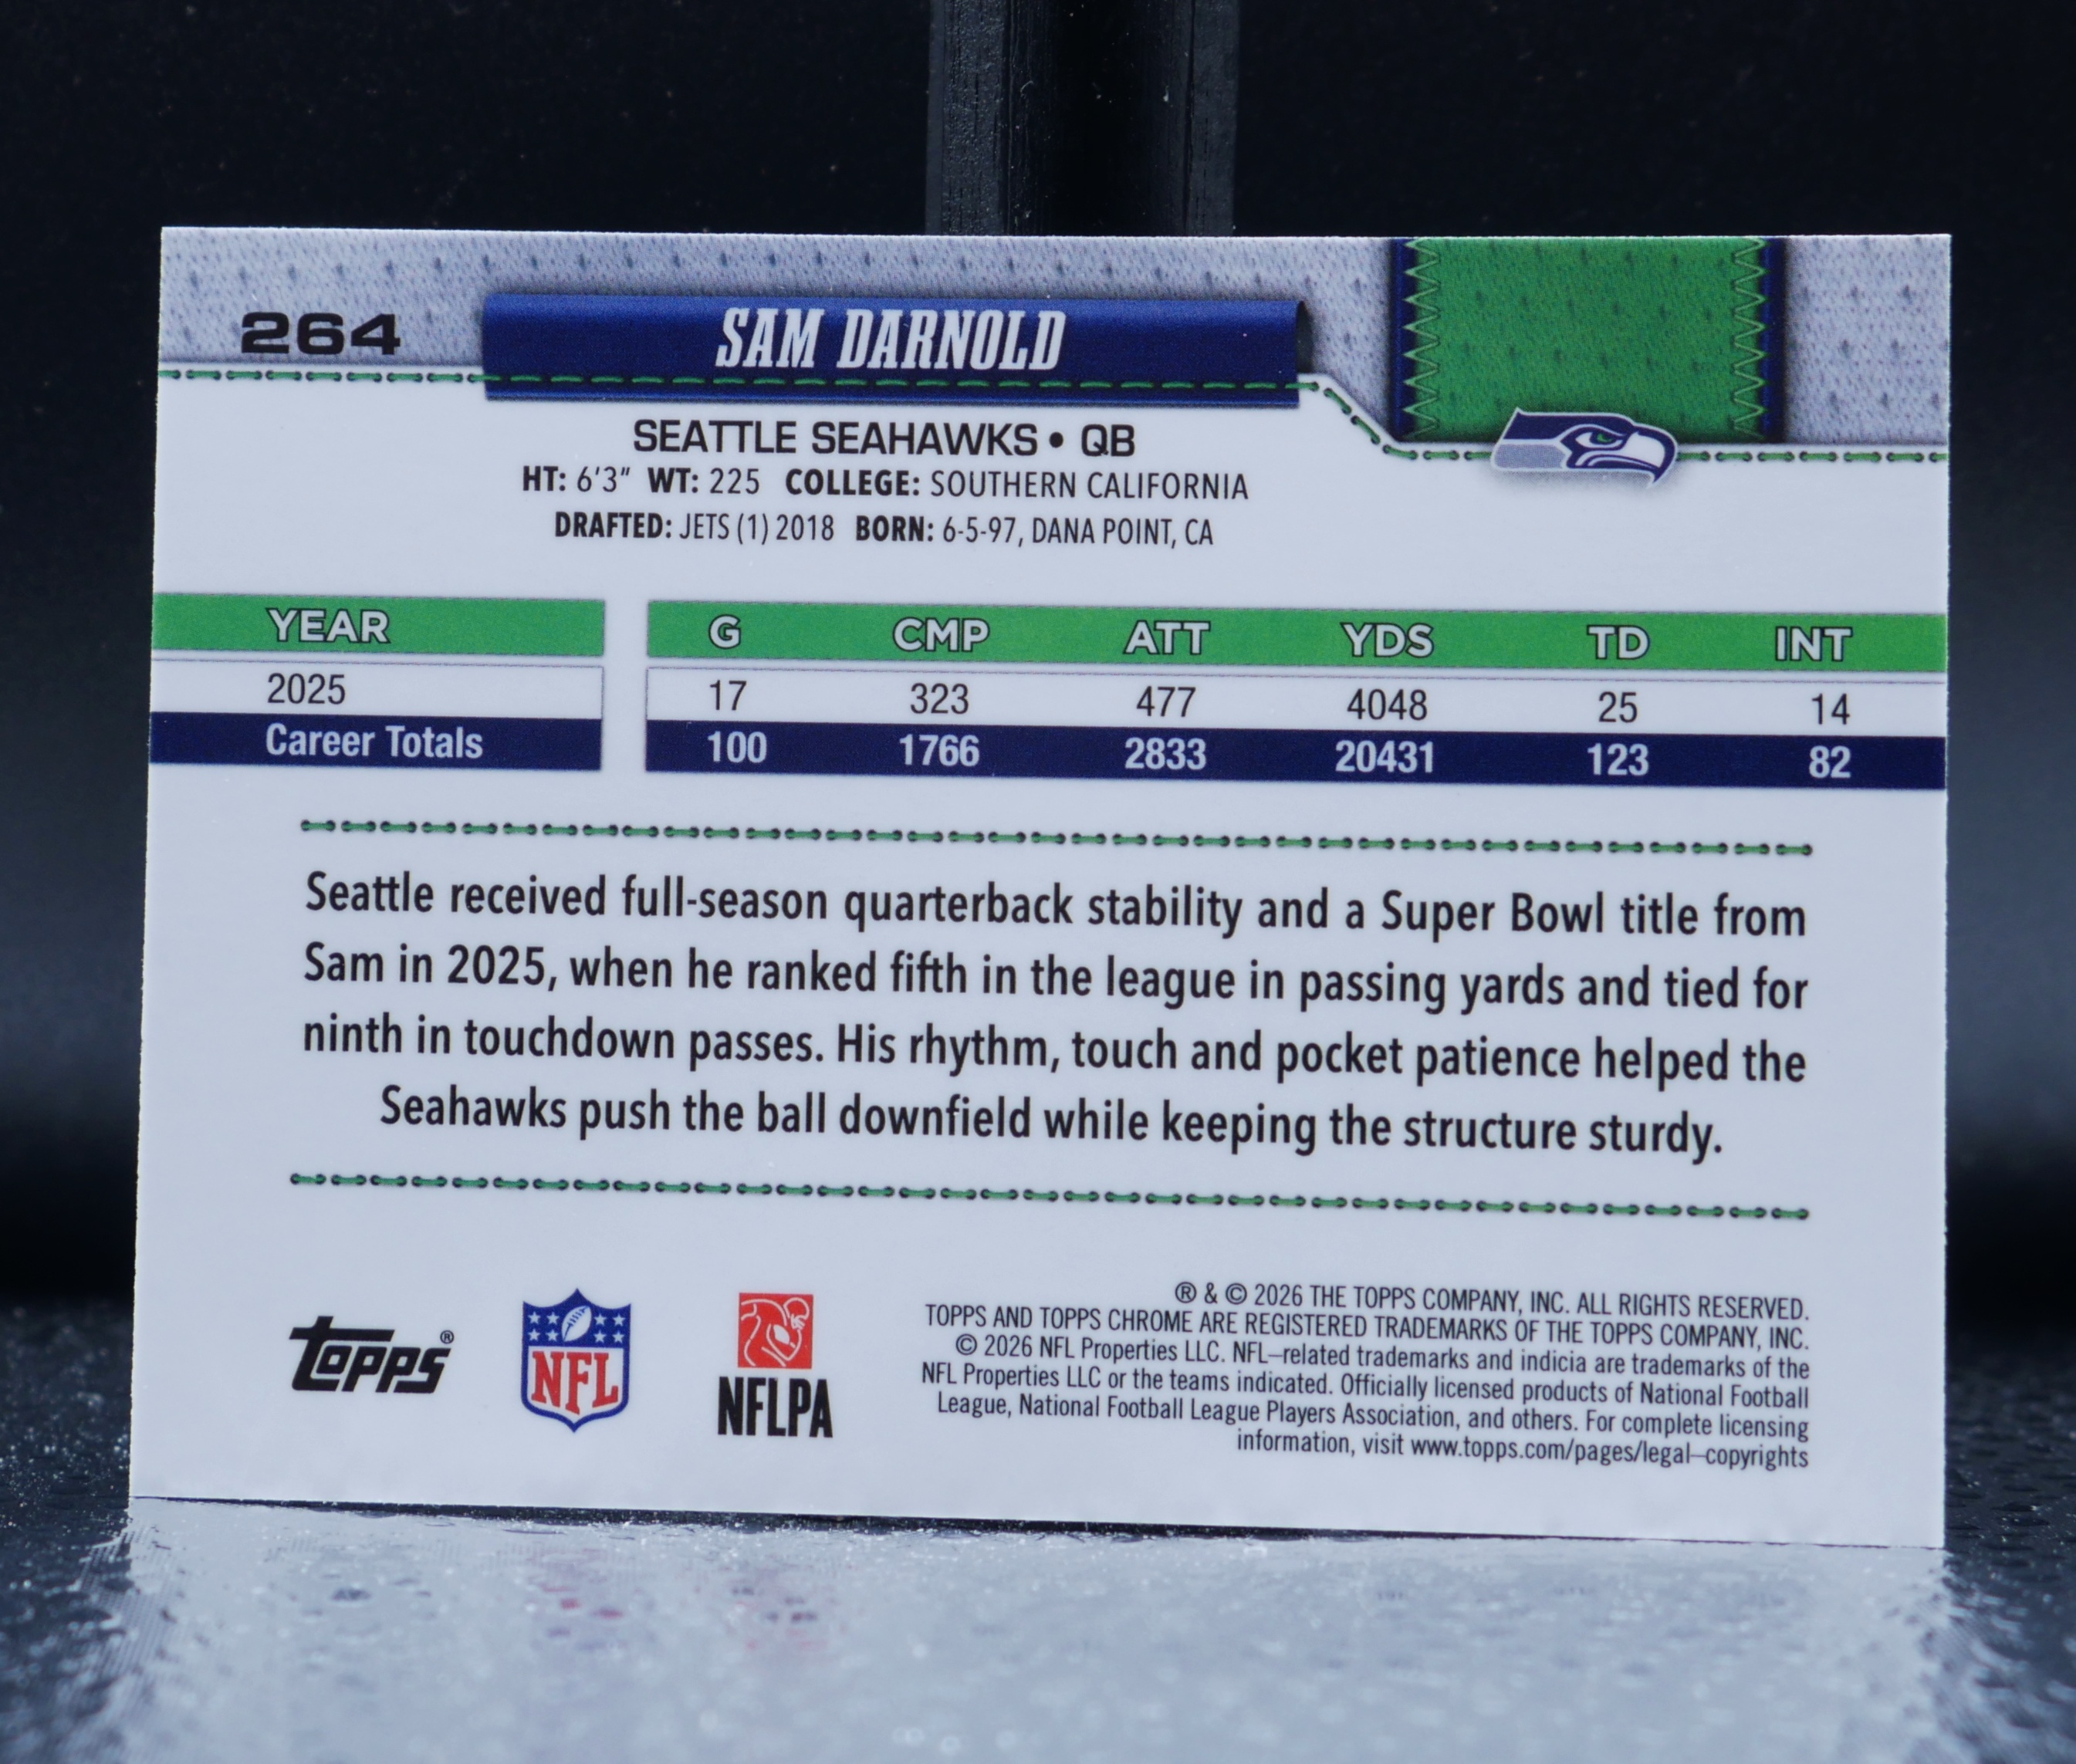 264
SAM DARNOLD
SEATTLE SEAHAWKS • QB
HT: 6'3" WT: 225 COLLEGE: SOUTHERN CALIFORNIA
DRAFTED: JETS (1) 2018 BORN: 6-5-97, DANA POINT, CA
YEAR G CMP ATT YDS TD INT
2025 17 323 477 4048 25 14
Career Totals 100 1766 2833 20431 123 82
Seattle received full-season quarterback stability and a Super Bowl title from
Sam in 2025, when he ranked fifth in the league in passing yards and tied for
ninth in touchdown passes. His rhythm, touch and pocket patience helped the
Seahawks push the ball downfield while keeping the structure sturdy.
topps®
NFL
NFLPA
® & © 2026 THE TOPPS COMPANY, INC. ALL RIGHTS RESERVED.
TOPPS AND TOPPS CHROME ARE REGISTERED TRADEMARKS OF THE TOPPS COMPANY, INC.
© 2026 NFL Properties LLC. NFL–related trademarks and indicia are trademarks of the
NFL Properties LLC or the teams indicated. Officially licensed products of National Football
League, National Football League Players Association, and others. For complete licensing
information, visit www.topps.com/pages/legal–copyrights